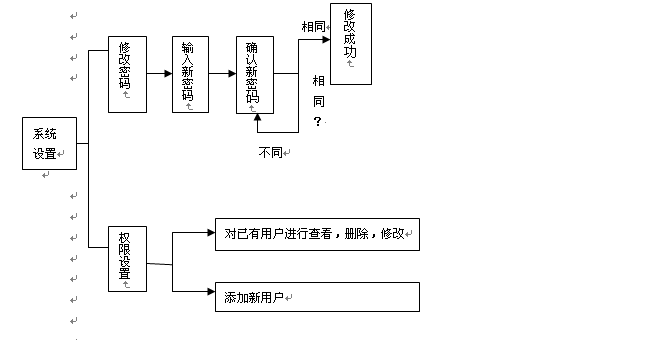 系统
设置
修改密码
输入新密码
确认新密码
相同
相
同
？
不同
修改成功
权限设置
对已有用户进行查看，删除，修改
添加新用户